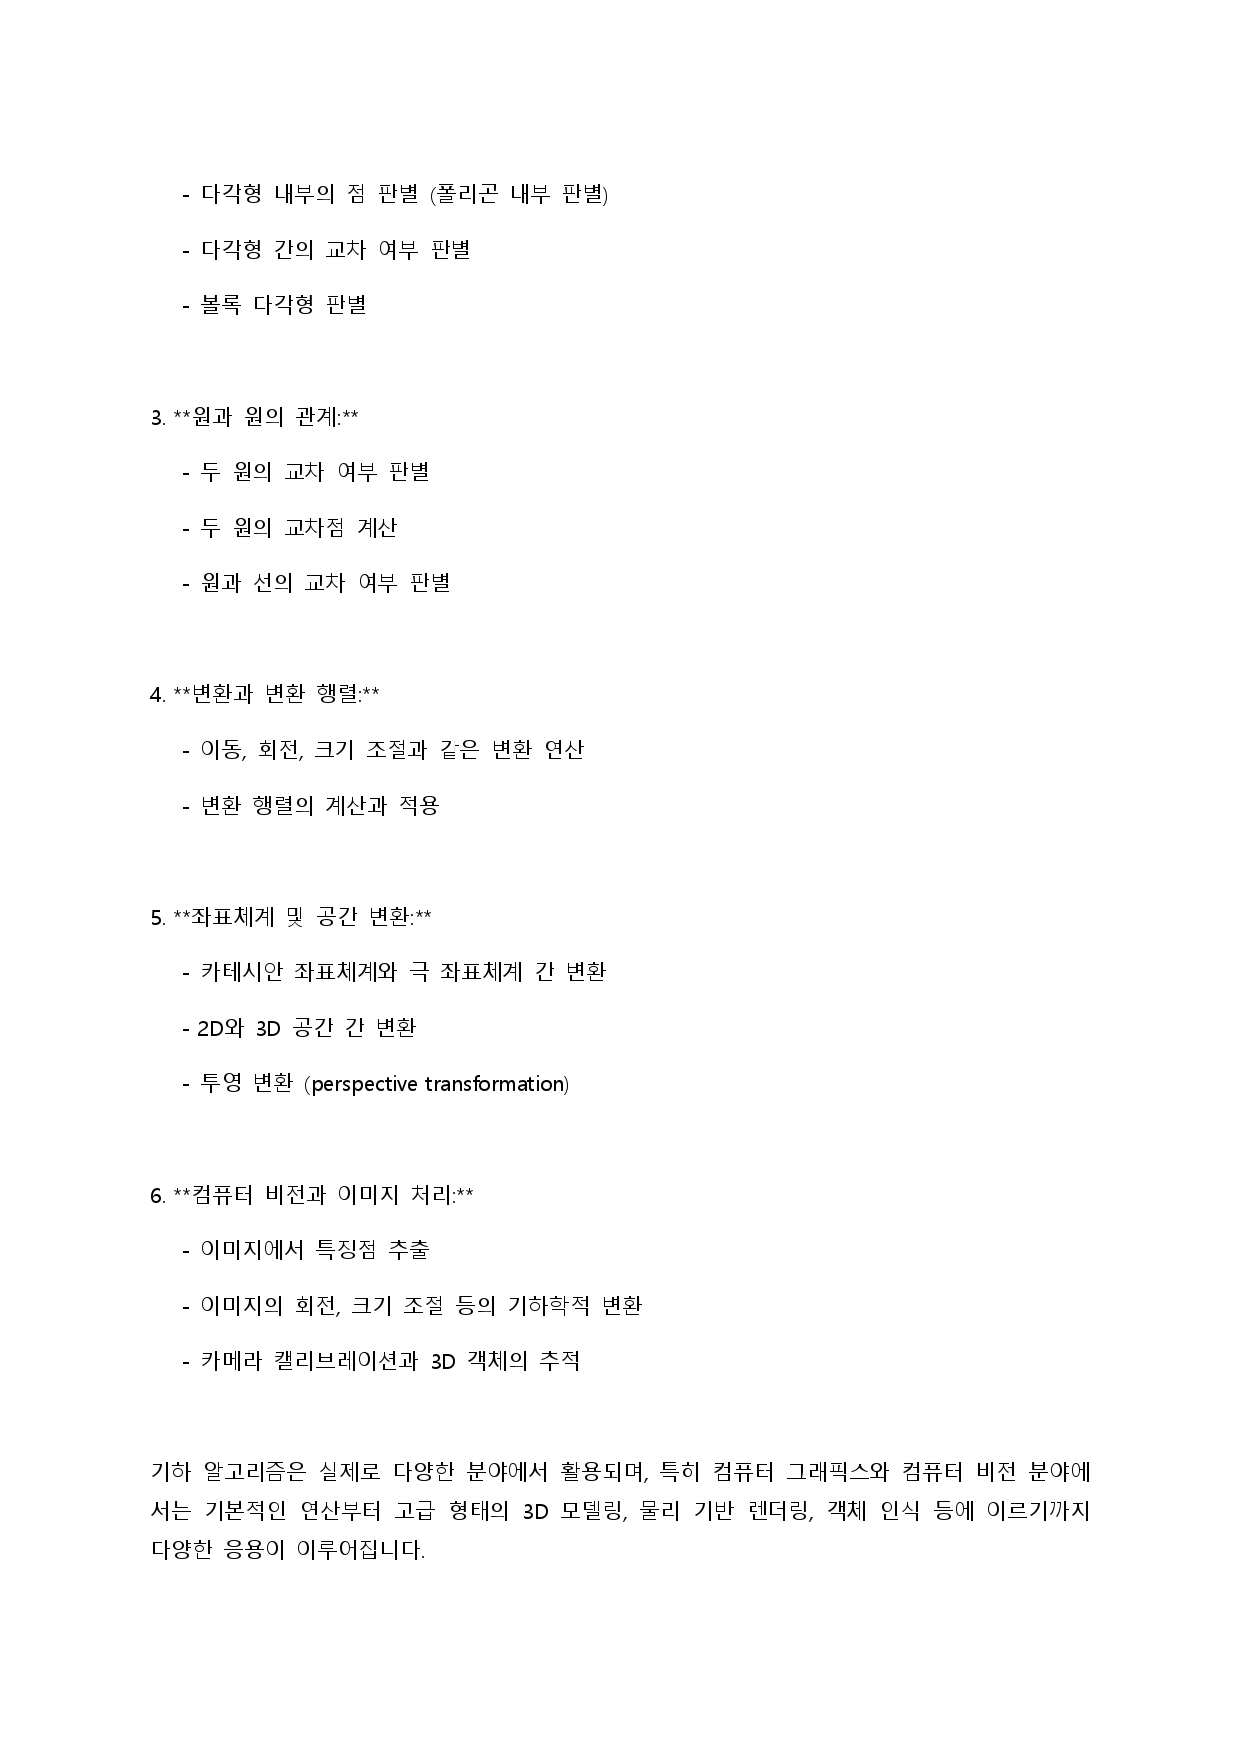 - 다각형 내부의 점 판별 (폴리곤 내부 판별)
- 다각형 간의 교차 여부 판별
- 볼록 다각형 판별
3. **원과 원의 관계:**
- 두 원의 교차 여부 판별
- 두 원의 교차점 계산
- 원과 선의 교차 여부 판별
4. **변환과 변환 행렬:**
- 이동, 회전, 크기 조절과 같은 변환 연산
- 변환 행렬의 계산과 적용
5. **좌표체계 및 공간 변환:**
- 카테시안 좌표체계와 극 좌표체계 간 변환
- 2D와 3D 공간 간 변환
- 투영 변환 (perspective transformation)
6. **컴퓨터 비전과 이미지 처리:**
- 이미지에서 특징점 추출
- 이미지의 회전, 크기 조절 등의 기하학적 변환
- 카메라 캘리브레이션과 3D 객체의 추적
기하 알고리즘은 실제로 다양한 분야에서 활용되며, 특히 컴퓨터 그래픽스와 컴퓨터 비전 분야에
서는 기본적인 연산부터 고급 형태의 3D 모델링, 물리 기반 렌더링, 객체 인식 등에 이르기까지
다양한 응용이 이루어집니다.